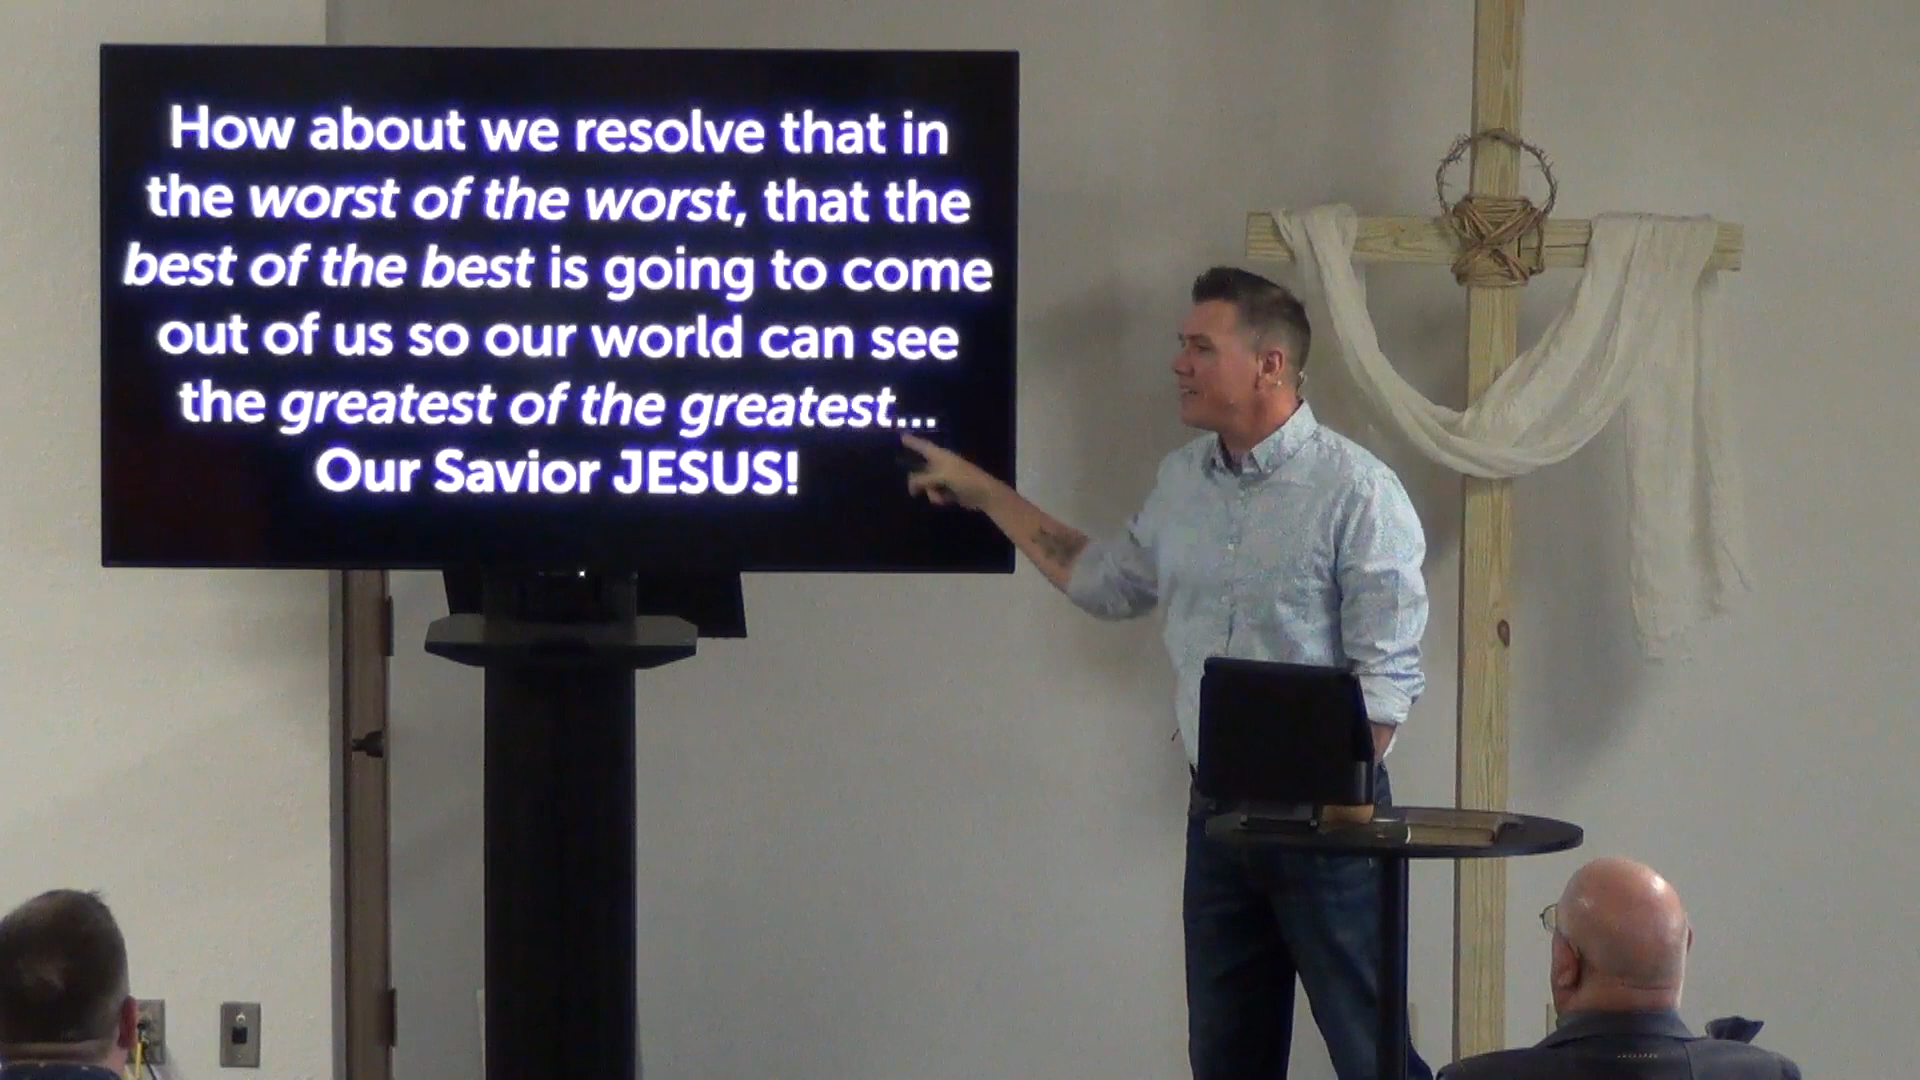 How about we resolve that in
the worst of the worst, that the
best of the best is going to come
out of us so our world can see
the greatest of the greatest...
Our Savior JESUS!